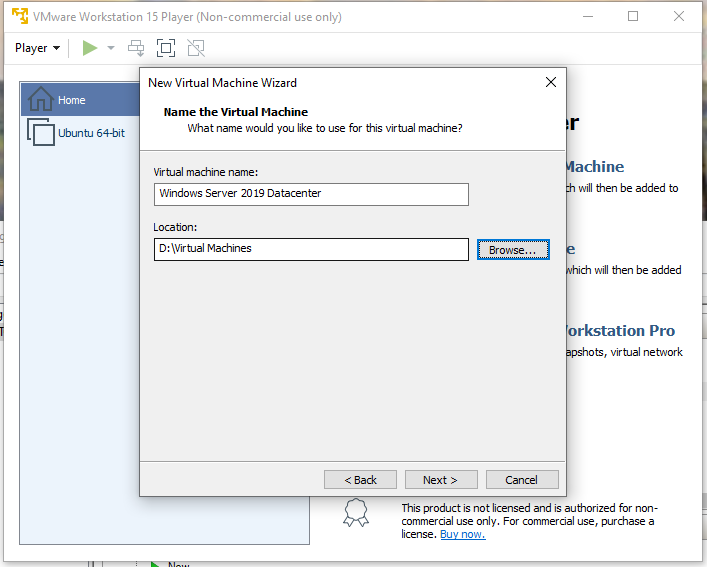 VMware Workstation 15 Player (Non-commercial use only)
Player
Home
Ubuntu 64-bit
New Virtual Machine Wizard
Name the Virtual Machine
What name would you like to use for this virtual machine?
Virtual machine name:
Windows Server 2019 Datacenter
Location:
D:\Virtual Machines
Browse...
< Back
Next >
Cancel
er
Machine
ch will then be added to
e
which will then be added
orkstation Pro
apshots, virtual network
This product is not licensed and is authorized for non-
commercial use only. For commercial use, purchase a
license. Buy now.